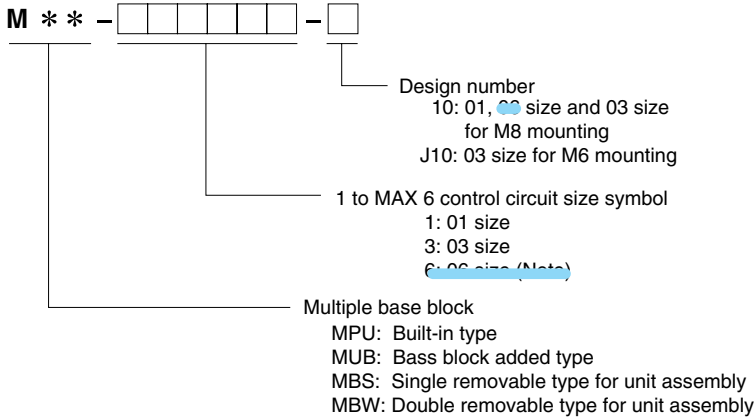 M ** – □□□□□□ – □
Design number
10: 01, size and 03 size
for M8 mounting
J10: 03 size for M6 mounting
1 to MAX 6 control circuit size symbol
1: 01 size
3: 03 size
Multiple base block
MPU: Built-in type
MUB: Bass block added type
MBS: Single removable type for unit assembly
MBW: Double removable type for unit assembly